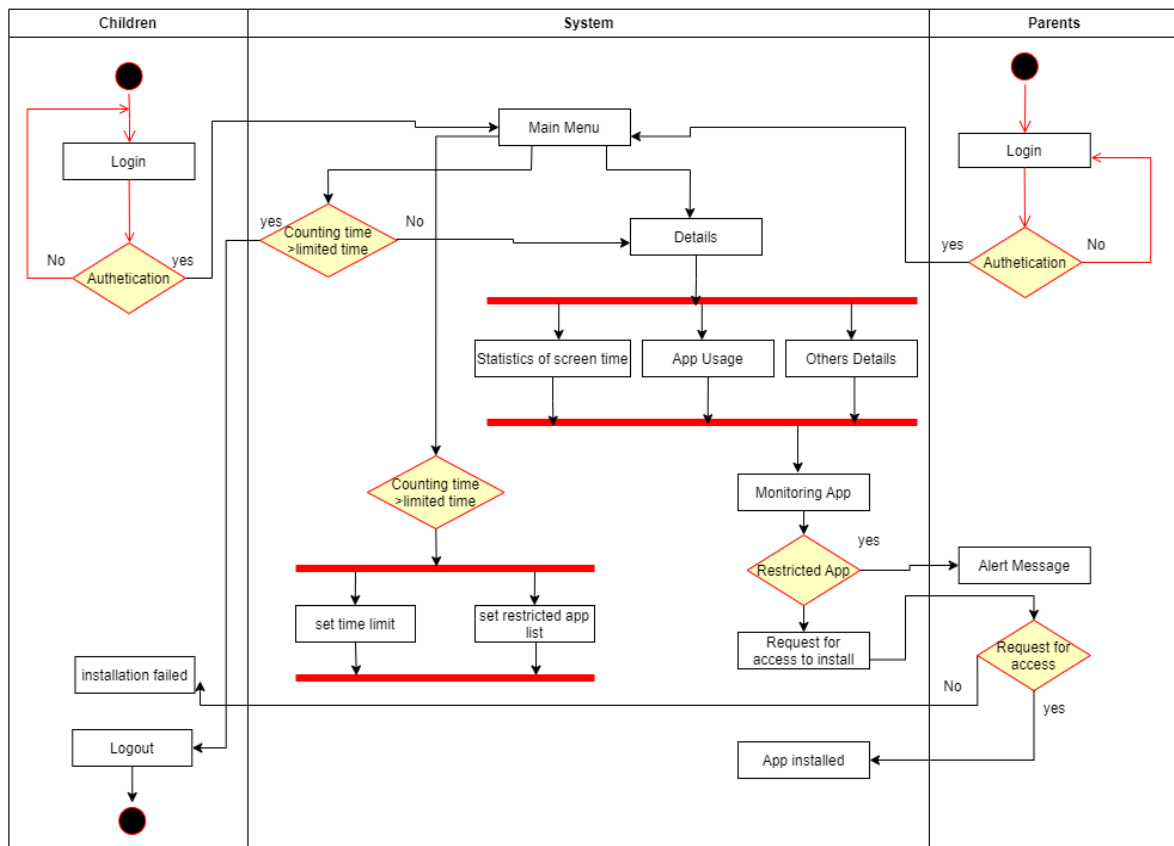 Children
System
Parents
Main Menu
Login
Login
yes
Counting time
>limited time
No
Details
No
yes
Authetication
yes
No
Authetication
Statistics of screen time
App Usage
Others Details
Counting time
>limited time
Monitoring App
yes
Restricted App
Alert Message
set time limit
set restricted app
list
Request for
access to install
Request for
access
installation failed
No
yes
Logout
App installed